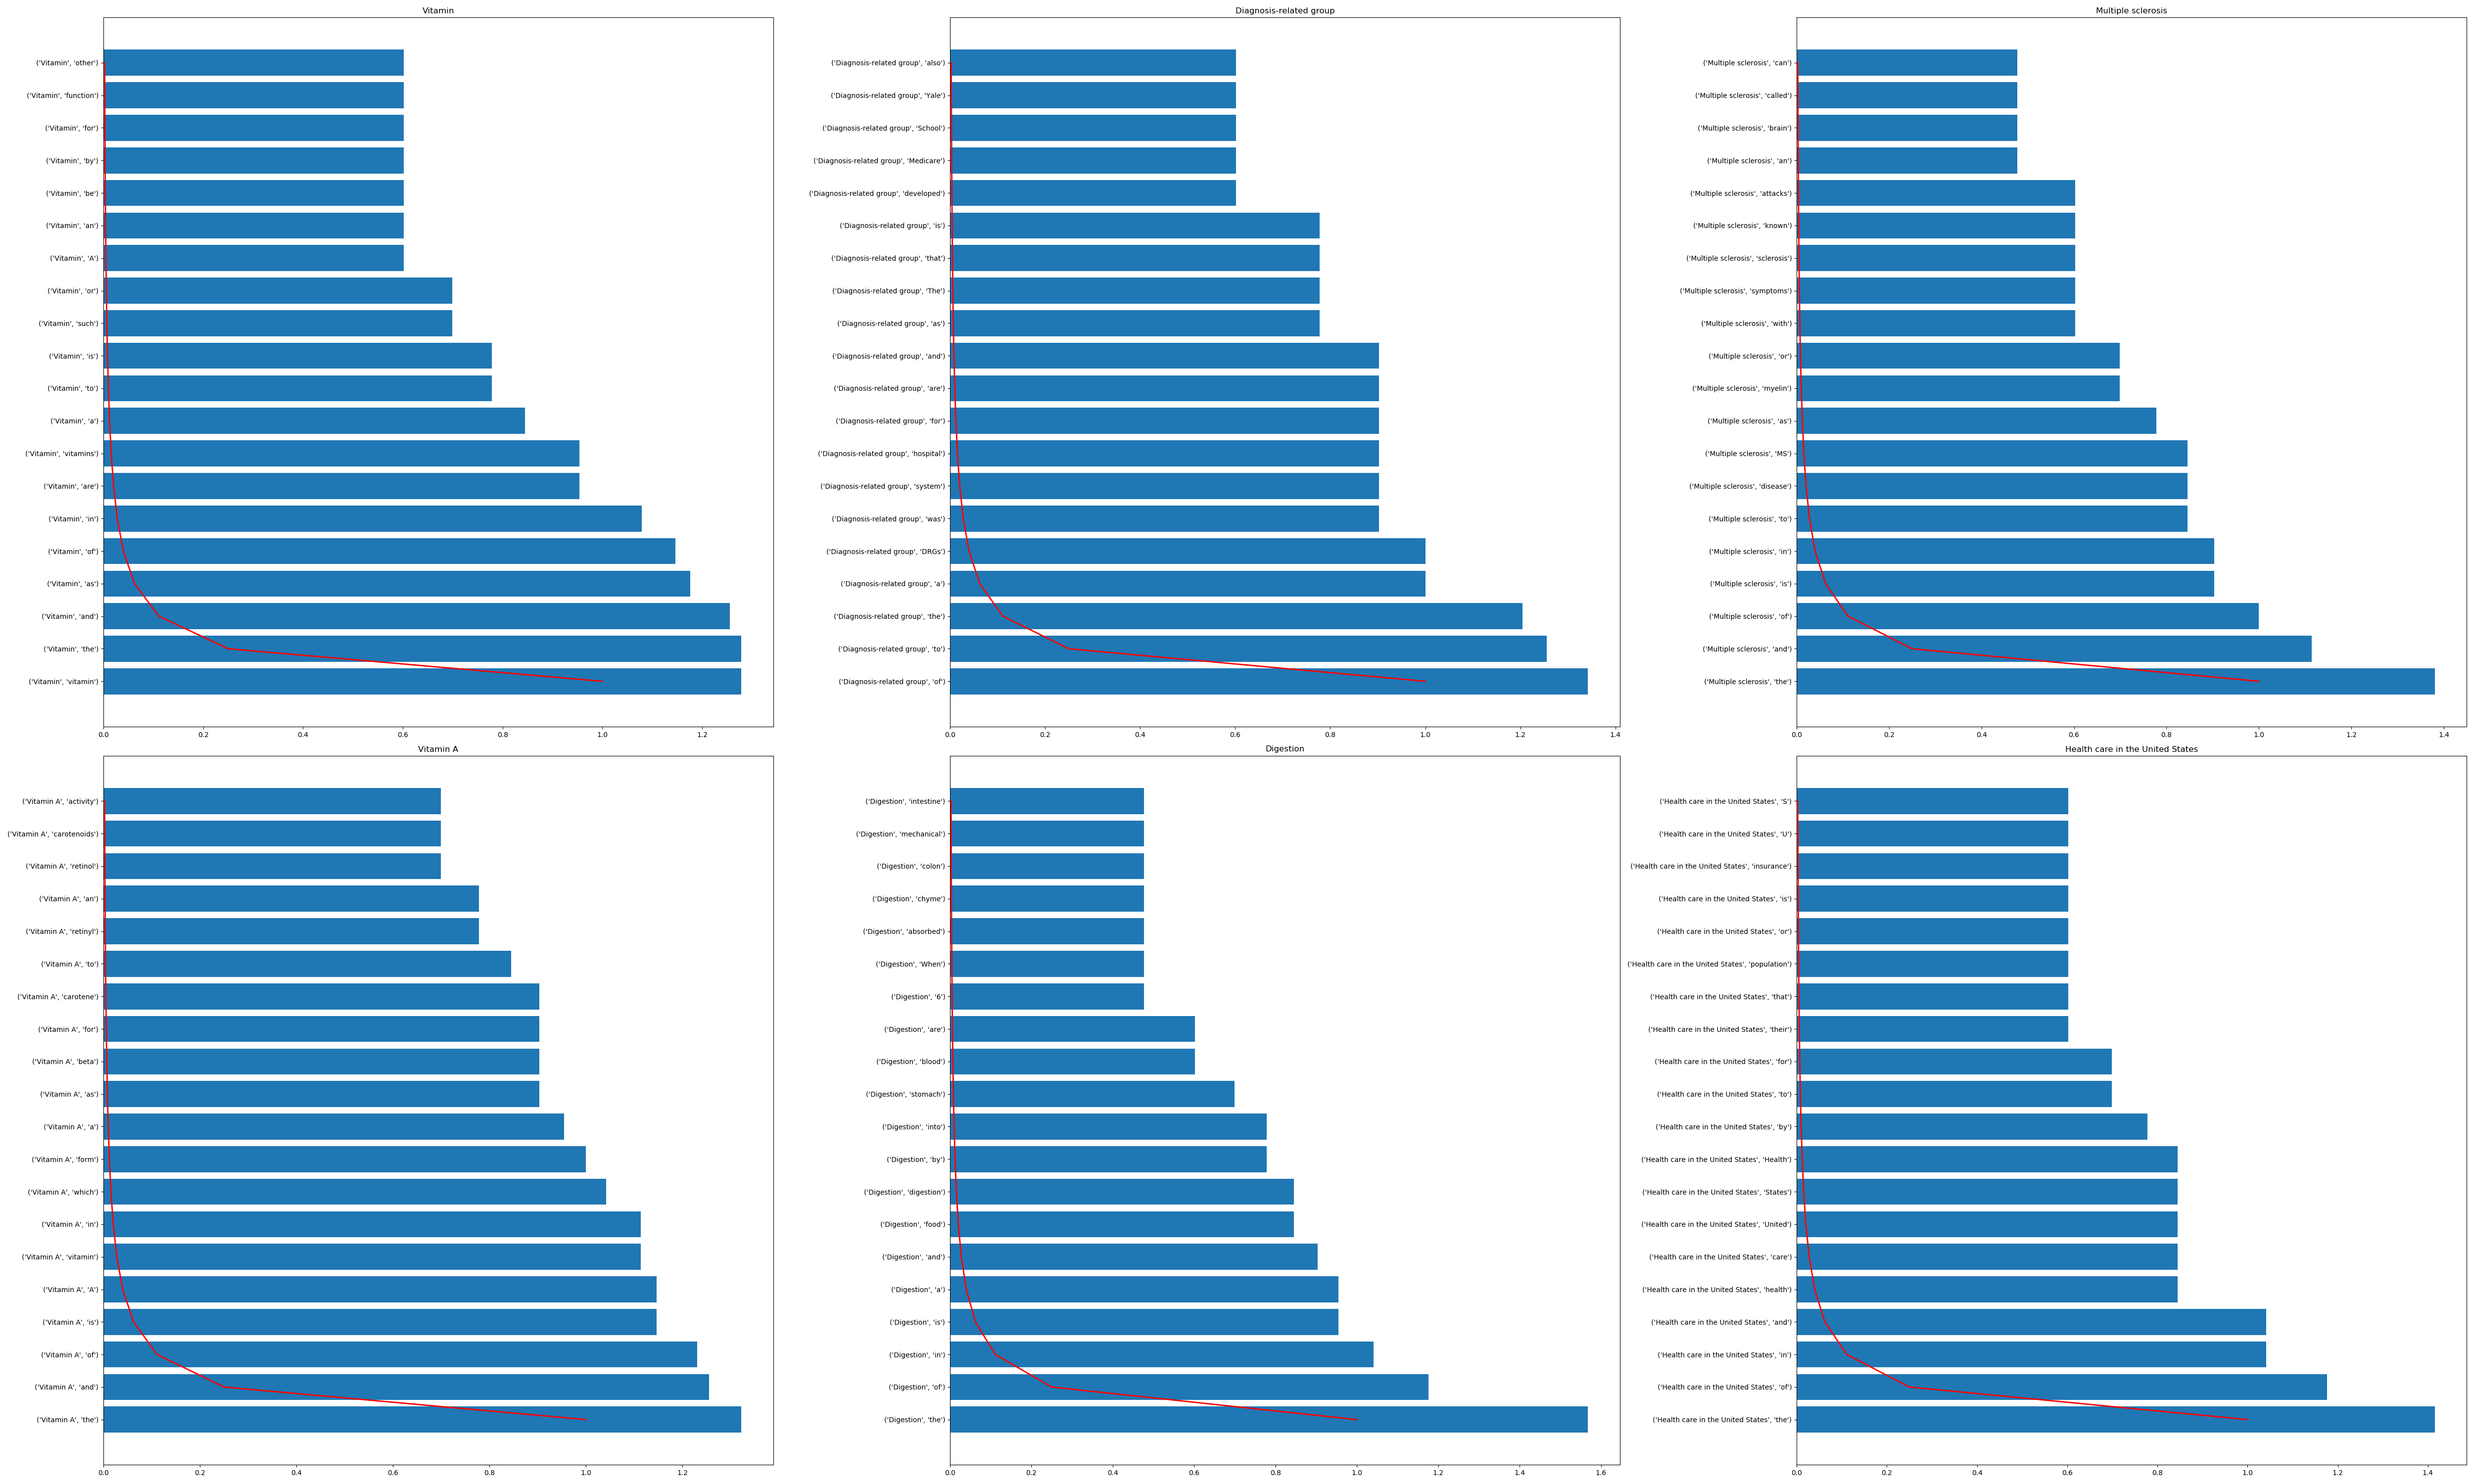 Vitamin
('Vitamin', 'other')
('Vitamin', 'function')
('Vitamin', 'for')
('Vitamin', 'by')
('Vitamin', 'be')
('Vitamin', 'an')
('Vitamin', 'A')
('Vitamin', 'or')
('Vitamin', 'such')
('Vitamin', 'is')
('Vitamin', 'to')
('Vitamin', 'a')
('Vitamin', 'vitamins')
('Vitamin', 'are')
('Vitamin', 'in')
('Vitamin', 'of')
('Vitamin', 'as')
('Vitamin', 'and')
('Vitamin', 'the')
('Vitamin', 'vitamin')
0.0 0.2 0.4 0.6 0.8 1.0 1.2
Diagnosis-related group
('Diagnosis-related group', 'also')
('Diagnosis-related group', 'Yale')
('Diagnosis-related group', 'School')
('Diagnosis-related group', 'Medicare')
('Diagnosis-related group', 'developed')
('Diagnosis-related group', 'is')
('Diagnosis-related group', 'that')
('Diagnosis-related group', 'The')
('Diagnosis-related group', 'as')
('Diagnosis-related group', 'and')
('Diagnosis-related group', 'are')
('Diagnosis-related group', 'for')
('Diagnosis-related group', 'hospital')
('Diagnosis-related group', 'system')
('Diagnosis-related group', 'was')
('Diagnosis-related group', 'DRGs')
('Diagnosis-related group', 'a')
('Diagnosis-related group', 'the')
('Diagnosis-related group', 'to')
('Diagnosis-related group', 'of')
0.0 0.2 0.4 0.6 0.8 1.0 1.2 1.4
Multiple sclerosis
('Multiple sclerosis', 'can')
('Multiple sclerosis', 'called')
('Multiple sclerosis', 'brain')
('Multiple sclerosis', 'an')
('Multiple sclerosis', 'attacks')
('Multiple sclerosis', 'known')
('Multiple sclerosis', 'sclerosis')
('Multiple sclerosis', 'symptoms')
('Multiple sclerosis', 'with')
('Multiple sclerosis', 'or')
('Multiple sclerosis', 'myelin')
('Multiple sclerosis', 'as')
('Multiple sclerosis', 'MS')
('Multiple sclerosis', 'disease')
('Multiple sclerosis', 'to')
('Multiple sclerosis', 'in')
('Multiple sclerosis', 'is')
('Multiple sclerosis', 'of')
('Multiple sclerosis', 'and')
('Multiple sclerosis', 'the')
0.0 0.2 0.4 0.6 0.8 1.0 1.2 1.4
Vitamin A
('Vitamin A', 'activity')
('Vitamin A', 'carotenoids')
('Vitamin A', 'retinol')
('Vitamin A', 'an')
('Vitamin A', 'retinyl')
('Vitamin A', 'to')
('Vitamin A', 'carotene')
('Vitamin A', 'for')
('Vitamin A', 'beta')
('Vitamin A', 'as')
('Vitamin A', 'a')
('Vitamin A', 'form')
('Vitamin A', 'which')
('Vitamin A', 'in')
('Vitamin A', 'vitamin')
('Vitamin A', 'A')
('Vitamin A', 'is')
('Vitamin A', 'of')
('Vitamin A', 'and')
('Vitamin A', 'the')
0.0 0.2 0.4 0.6 0.8 1.0 1.2
Digestion
('Digestion', 'intestine')
('Digestion', 'mechanical')
('Digestion', 'colon')
('Digestion', 'chyme')
('Digestion', 'absorbed')
('Digestion', 'When')
('Digestion', '6')
('Digestion', 'are')
('Digestion', 'blood')
('Digestion', 'stomach')
('Digestion', 'into')
('Digestion', 'by')
('Digestion', 'digestion')
('Digestion', 'food')
('Digestion', 'and')
('Digestion', 'a')
('Digestion', 'is')
('Digestion', 'in')
('Digestion', 'of')
('Digestion', 'the')
0.0 0.2 0.4 0.6 0.8 1.0 1.2 1.4 1.6
Health care in the United States
('Health care in the United States', 'S')
('Health care in the United States', 'U')
('Health care in the United States', 'insurance')
('Health care in the United States', 'is')
('Health care in the United States', 'or')
('Health care in the United States', 'population')
('Health care in the United States', 'that')
('Health care in the United States', 'their')
('Health care in the United States', 'for')
('Health care in the United States', 'to')
('Health care in the United States', 'by')
('Health care in the United States', 'Health')
('Health care in the United States', 'States')
('Health care in the United States', 'United')
('Health care in the United States', 'care')
('Health care in the United States', 'health')
('Health care in the United States', 'and')
('Health care in the United States', 'in')
('Health care in the United States', 'of')
('Health care in the United States', 'the')
0.0 0.2 0.4 0.6 0.8 1.0 1.2 1.4